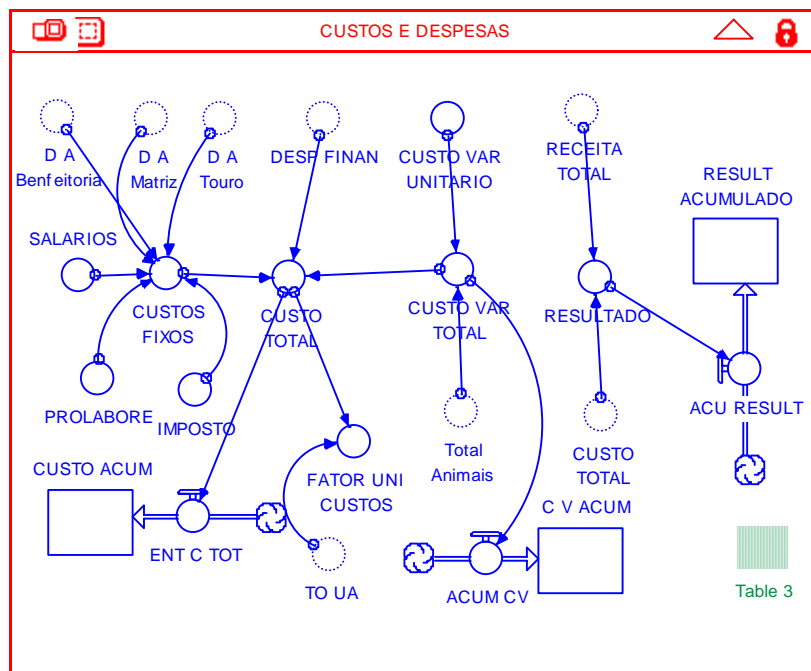 CUSTOS E DESPESAS
D A
Benfeitoria
D A
Matriz
D A
Touro
DESP FINAN
CUSTO VAR
UNITARIO
RECEITA
TOTAL
RESULT
ACUMULADO
SALARIOS
CUSTOS
FIXOS
CUSTO
TOTAL
CUSTO VAR
TOTAL
RESULTADO
PROLABORE
IMPOSTO
ACU RESULT
Total
Animais
CUSTO
TOTAL
CUSTO ACUM
FATOR UNI
CUSTOS
C V ACUM
ENT C TOT
TO UA
ACUM CV
Table 3